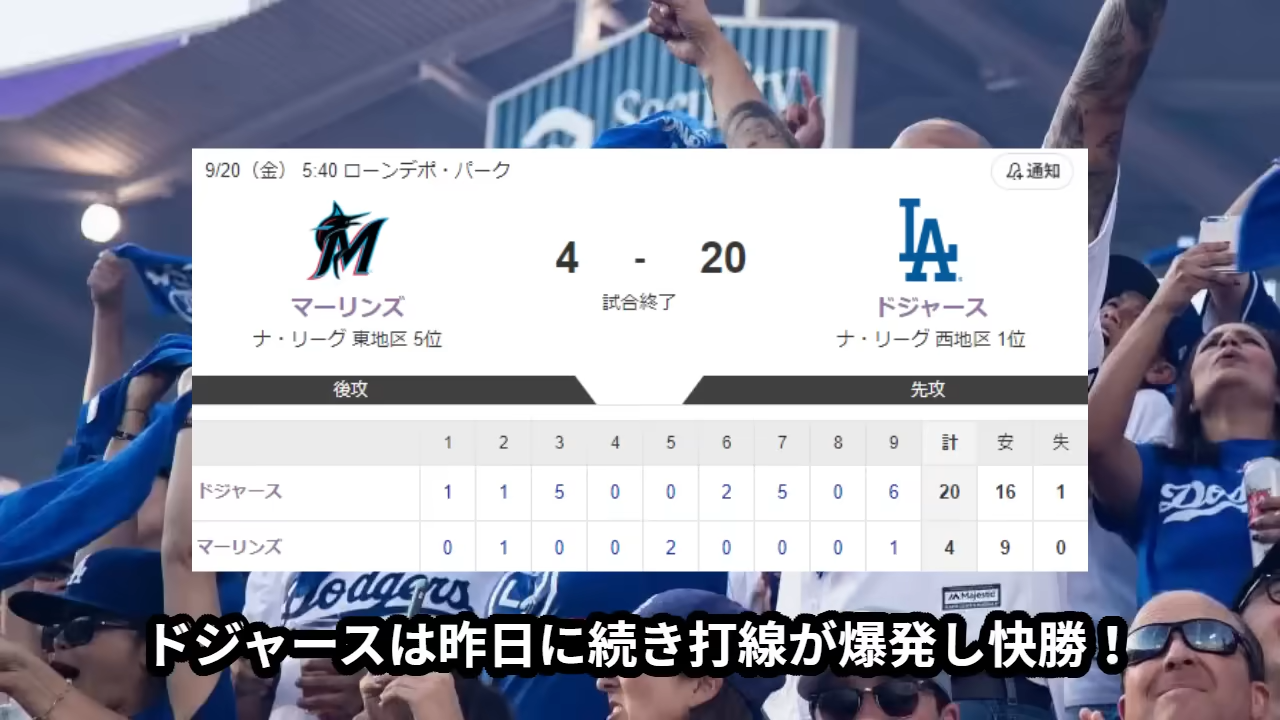 Security
9/20（金） 5:40 ローンデポ・パーク
通知
M
LA
4 - 20
試合終了
マーリンズ
ドジャース
ナ・リーグ 東地区 5位
ナ・リーグ 西地区 1位
後攻
先攻
1 2 3 4 5 6 7 8 9 計 安 失
ドジャース 1 1 5 0 0 2 5 0 6 20 16 1
マーリンズ 0 1 0 0 2 0 0 0 1 4 9 0
Dodgers
Majestic
ドジャースは昨日に続き打線が爆発し快勝！